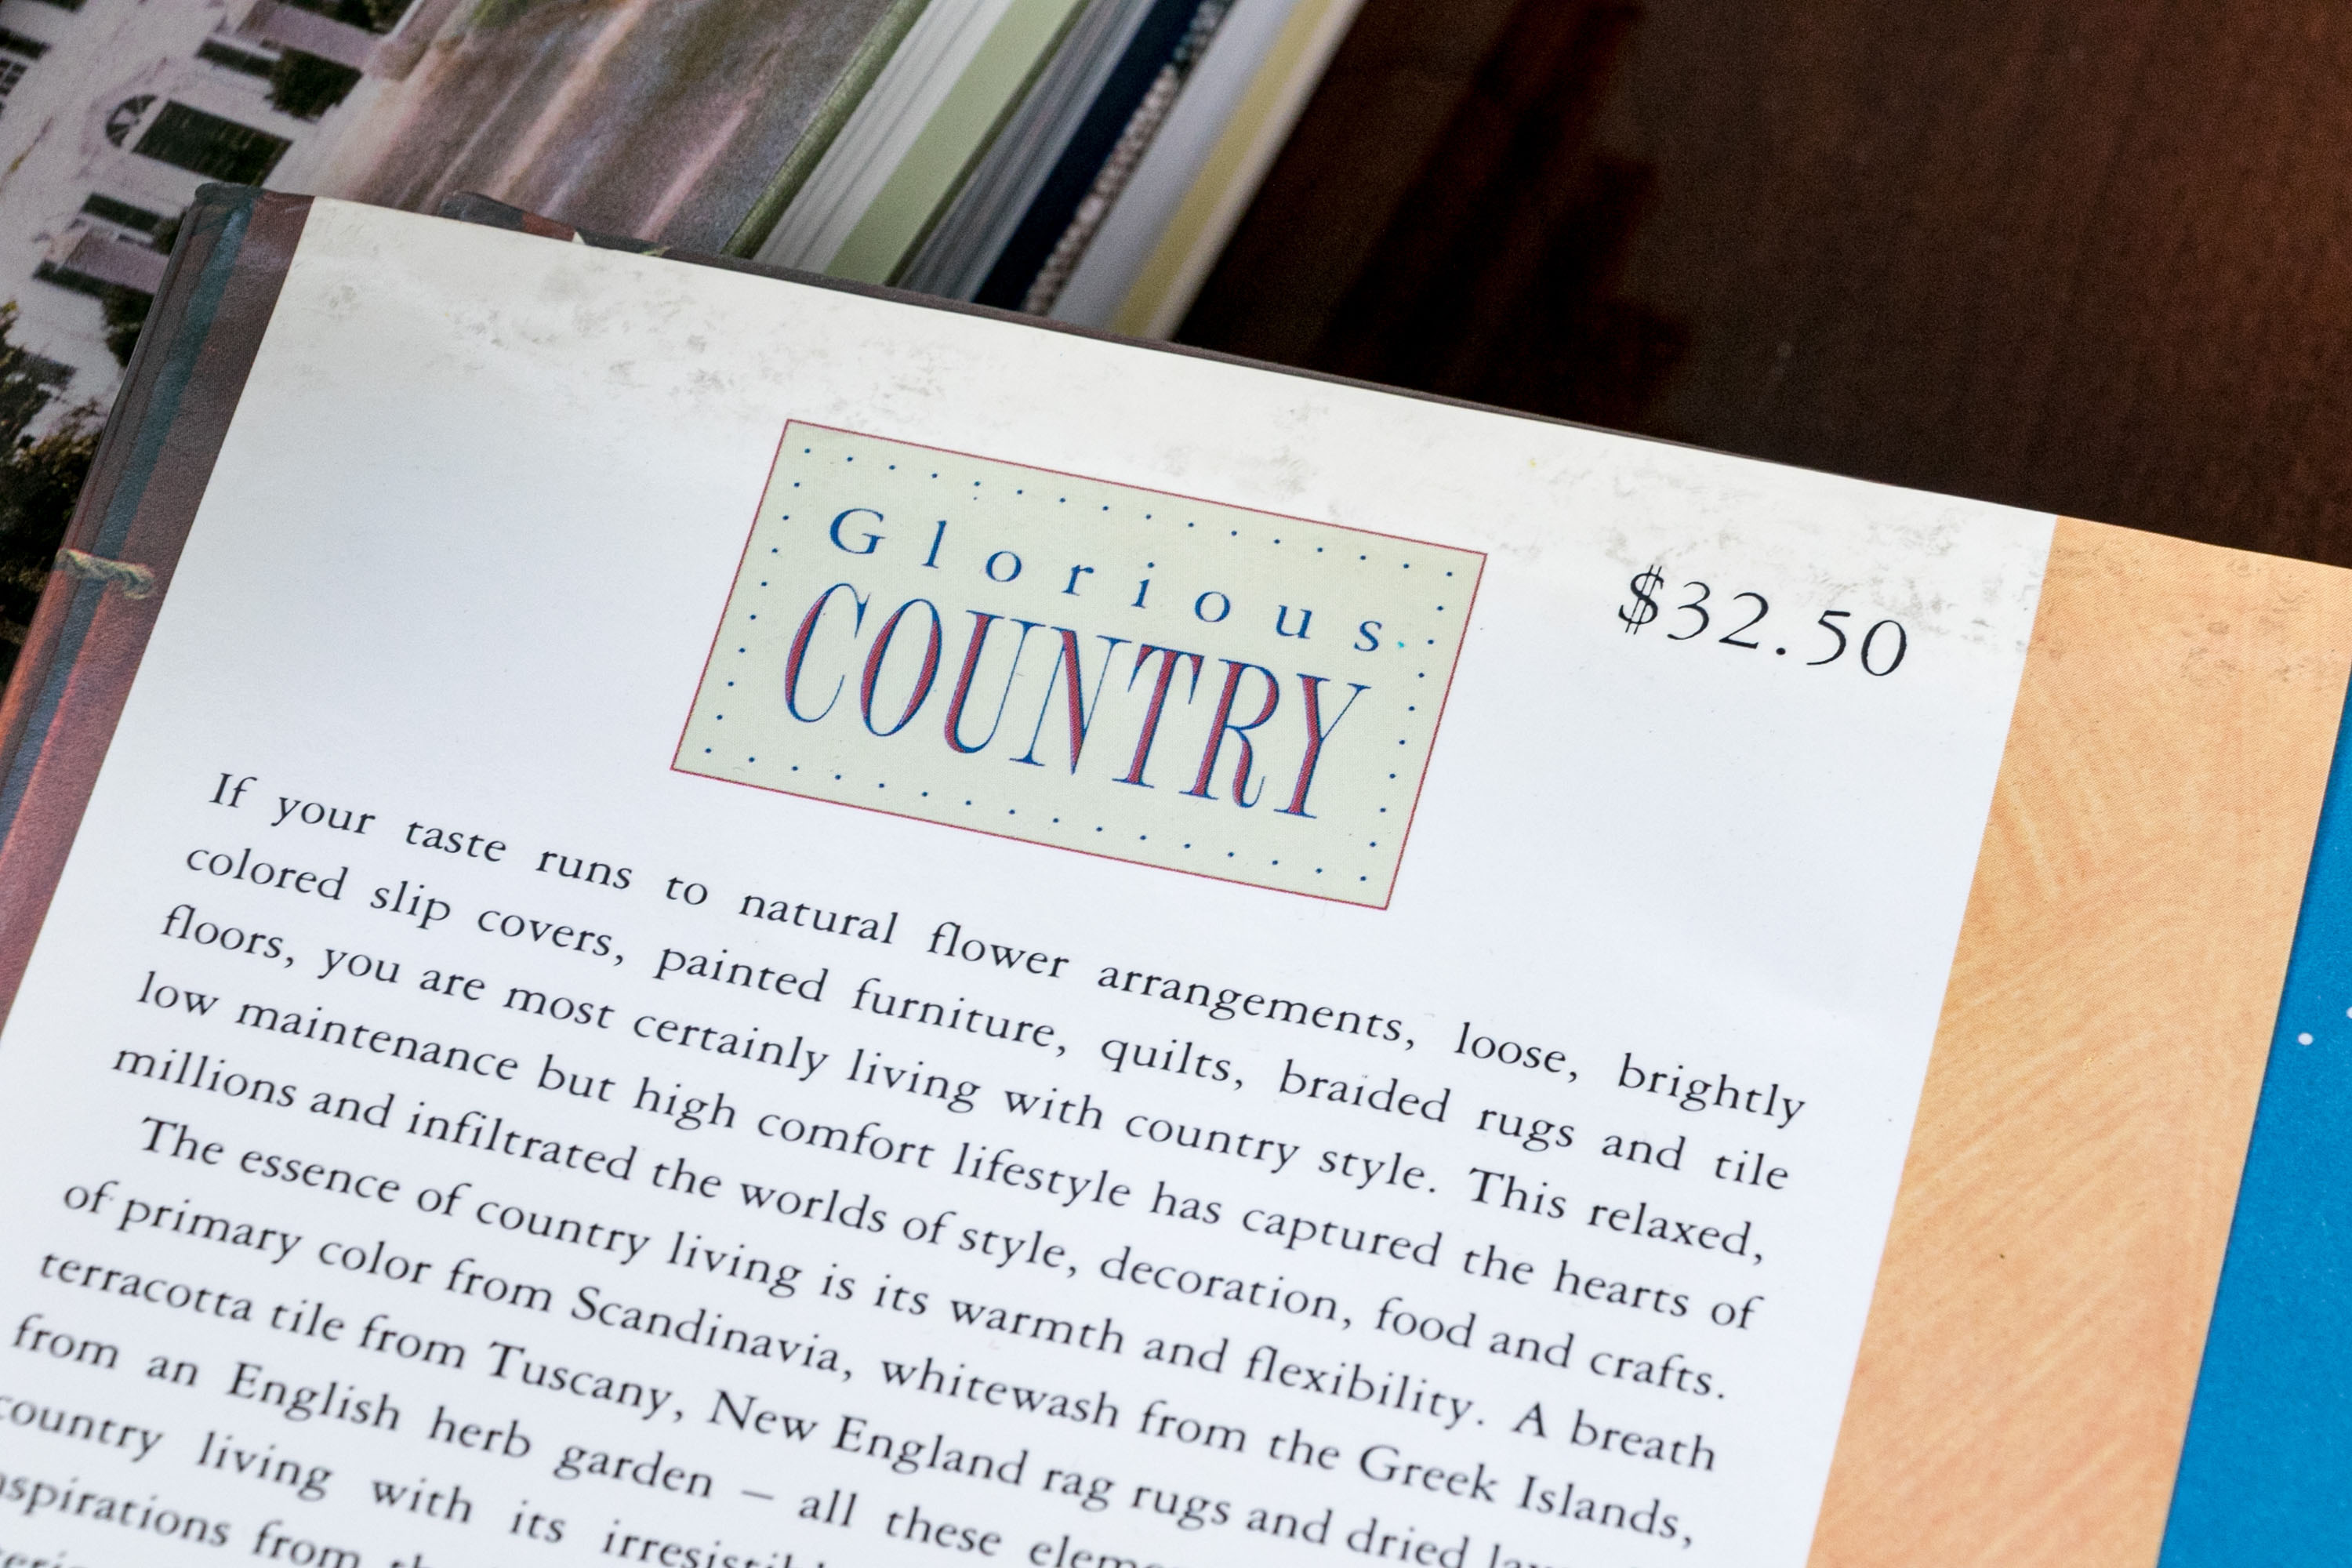 Glorious
COUNTRY
$32.50
If your taste runs to natural flower arrangements, loose, brightly
colored slip covers, painted furniture, quilts, braided rugs and tile
floors, you are most certainly living with country style. This relaxed,
low maintenance but high comfort lifestyle has captured the hearts of
millions and infiltrated the worlds of style, decoration, food and crafts.
The essence of country living is its warmth and flexibility. A breath
of primary color from Scandinavia, whitewash from the Greek Islands,
terracotta tile from Tuscany, New England rag rugs and dried
from an English herb garden – all these
country living with its
from